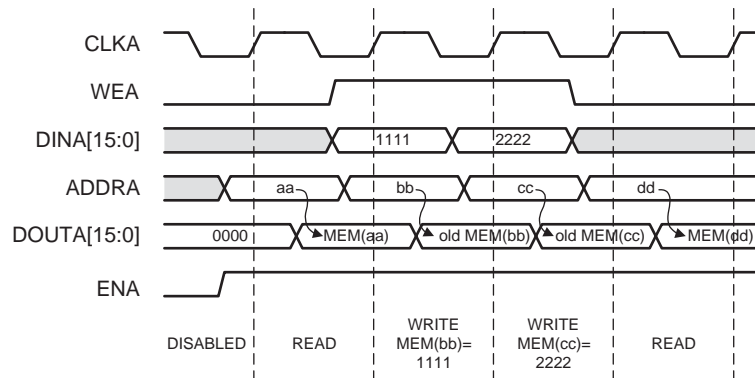 CLKA
WEA
DINA[15:0] 1111 2222
ADDRA aa bb cc dd
DOUTA[15:0] 0000 MEM(aa) old MEM(bb) old MEM(cc) MEM(dd)
ENA
DISABLED READ WRITE MEM(bb)= 1111 WRITE MEM(cc)= 2222 READ